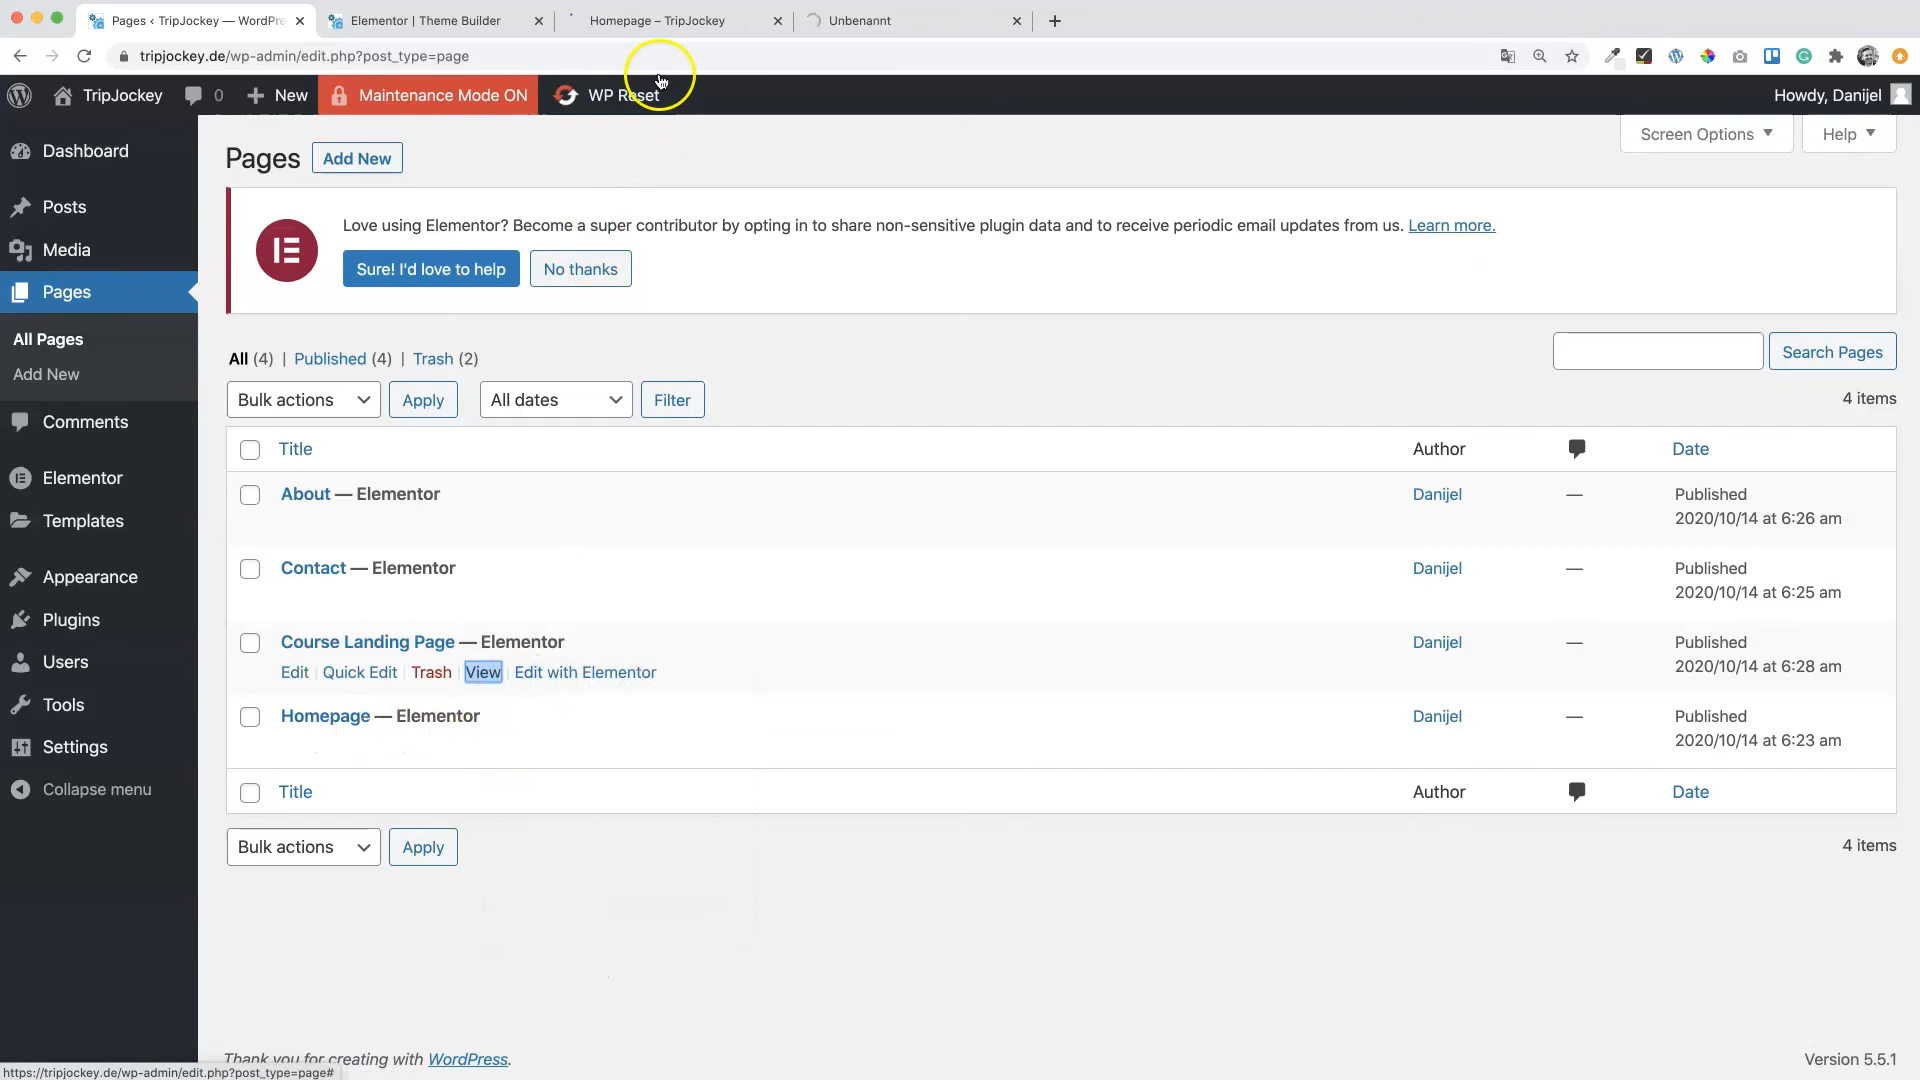 Pages ‹ TripJockey — WordPre
Elementor | Theme Builder
Homepage – TripJockey
Unbenannt
tripjockey.de/wp-admin/edit.php?post_type=page
TripJockey
0
New
Maintenance Mode ON
WP Reset
Howdy, Danijel
Dashboard
Posts
Media
Pages
All Pages
Add New
Comments
Elementor
Templates
Appearance
Plugins
Users
Tools
Settings
Collapse menu
Screen Options
Help
Pages
Add New
Love using Elementor? Become a super contributor by opting in to share non-sensitive plugin data and to receive periodic email updates from us. Learn more.
Sure! I'd love to help
No thanks
All (4) | Published (4) | Trash (2)
Search Pages
Bulk actions
Apply
All dates
Filter
4 items
Title
Author
Date
About — Elementor
Danijel
—
Published
2020/10/14 at 6:26 am
Contact — Elementor
Danijel
—
Published
2020/10/14 at 6:25 am
Course Landing Page — Elementor
Edit | Quick Edit | Trash | View | Edit with Elementor
Danijel
—
Published
2020/10/14 at 6:28 am
Homepage — Elementor
Danijel
—
Published
2020/10/14 at 6:23 am
Title
Author
Date
Bulk actions
Apply
4 items
Thank you for creating with WordPress.
Version 5.5.1
https://tripjockey.de/wp-admin/edit.php?post_type=page#